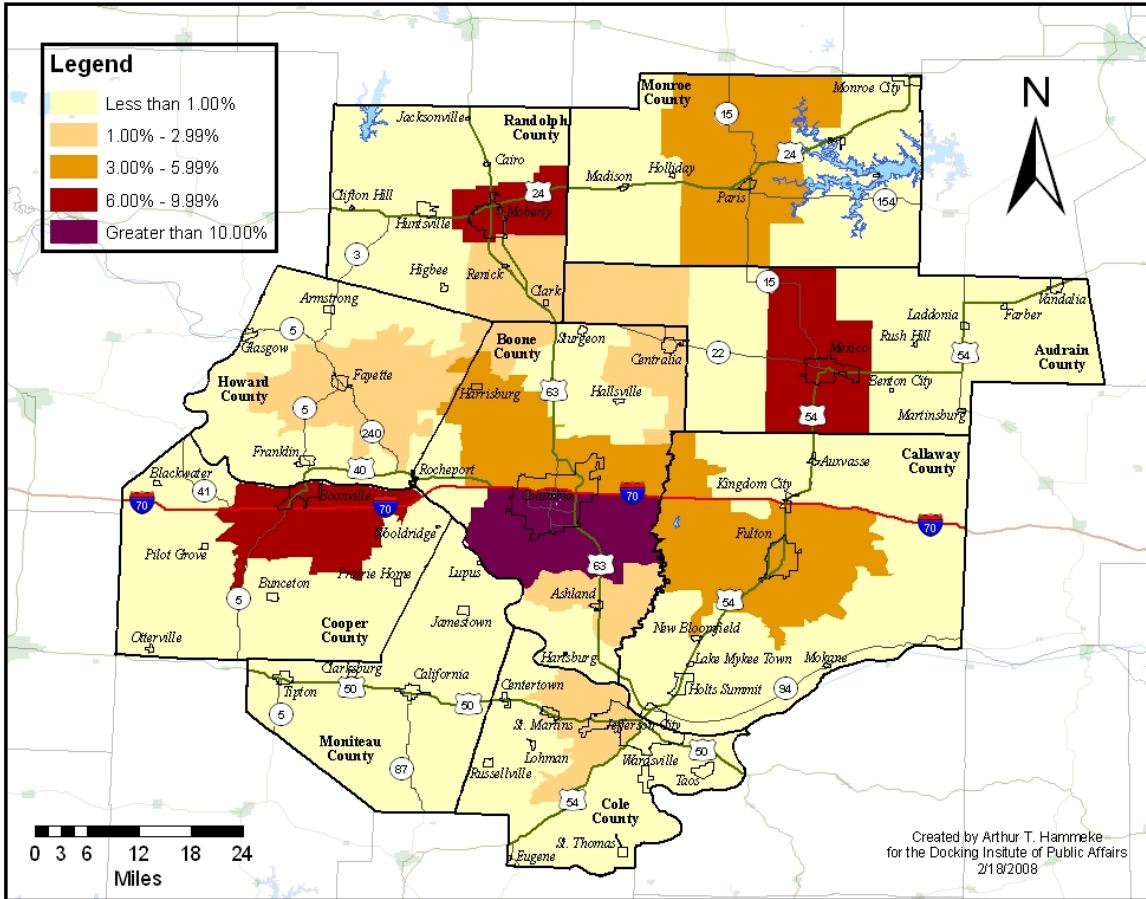 Legend
Less than 1.00%
1.00% - 2.99%
3.00% - 5.99%
6.00% - 9.99%
Greater than 10.00%
N
Monroe
County
Monroe City
15
Jacksonville
Randolph
County
Cairo
24
Holliday
Madison
Paris
154
Clifton Hill
24
Huntsville
Moberly
3
Higbee
Renick
Clark
15
Armstrong
5
Glasgow
Boone
County
Sturgeon
Centralia
22
Laddonia
Vandalia
Farber
Rush Hill
Mexico
54
Audrain
County
Howard
County
Fayette
63
Harrisburg
Hallsville
Benton City
5
54
Martinsburg
240
Franklin
40
Rocheport
Auxvasse
Callaway
County
Blackwater
41
Kingdom City
70
Boonville
70
Columbia
70
70
Wooldridge
Fulton
Pilot Grove
Lupus
63
Prairie Home
Bunceton
5
Ashland
54
Jamestown
New Bloomfield
Cooper
County
Otterville
Hartsburg
Lake Mykee Town
Mokane
Clarksburg
California
Centertown
Holts Summit
94
Tipton
50
50
5
St. Martins
Jefferson City
50
Moniteau
County
Lohman
Wardsville
Taos
87
Russellville
54
Cole
County
St. Thomas
Eugene
0 3 6 12 18 24
Miles
Created by Arthur T. Hammeke
for the Docking Insitute of Public Affairs
2/18/2008